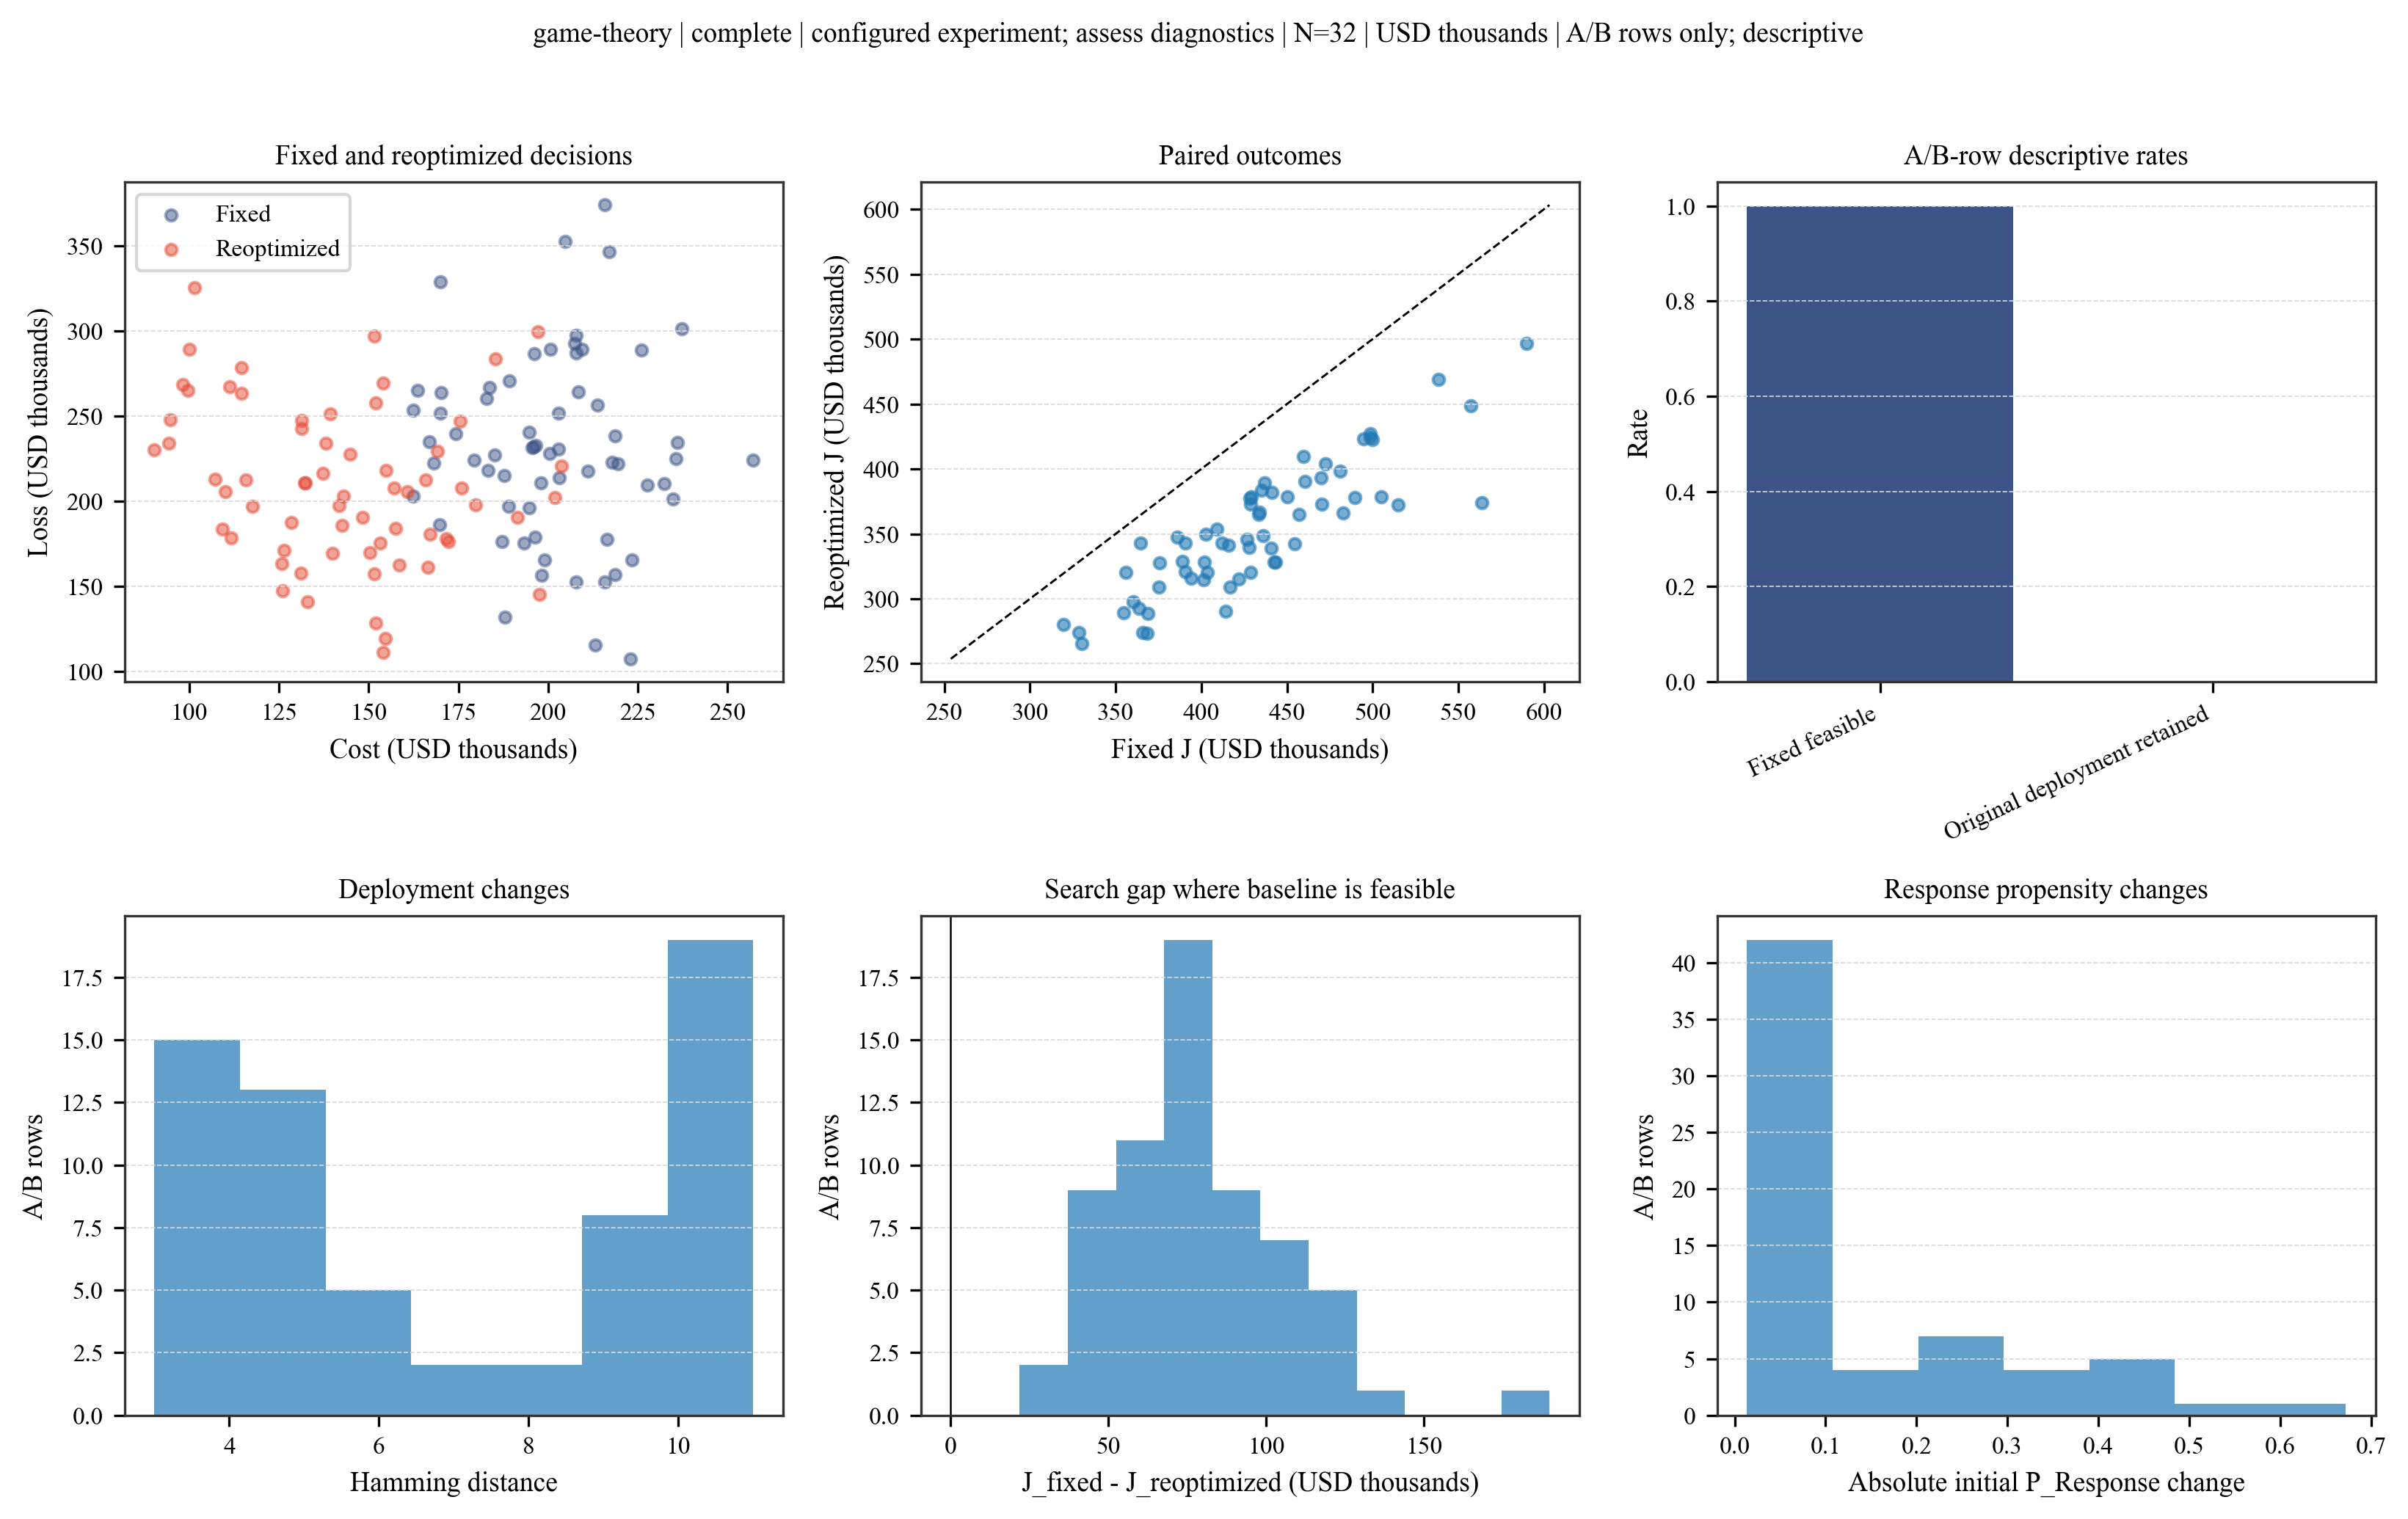 game-theory | complete | configured experiment; assess diagnostics | N=32 | USD thousands | A/B rows only; descriptive
Fixed and reoptimized decisions
Fixed
Reoptimized
Loss (USD thousands)
350
300
250
200
150
100
100 125 150 175 200 225 250
Cost (USD thousands)
Paired outcomes
Reoptimized J (USD thousands)
600
550
500
450
400
350
300
250
250 300 350 400 450 500 550 600
Fixed J (USD thousands)
A/B-row descriptive rates
Rate
1.0
0.8
0.6
0.4
0.2
0.0
Fixed feasible
Original deployment retained
Deployment changes
A/B rows
17.5
15.0
12.5
10.0
7.5
5.0
2.5
0.0
4 6 8 10
Hamming distance
Search gap where baseline is feasible
A/B rows
17.5
15.0
12.5
10.0
7.5
5.0
2.5
0.0
0 50 100 150
J_fixed - J_reoptimized (USD thousands)
Response propensity changes
A/B rows
40
35
30
25
20
15
10
5
0
0.0 0.1 0.2 0.3 0.4 0.5 0.6 0.7
Absolute initial P_Response change